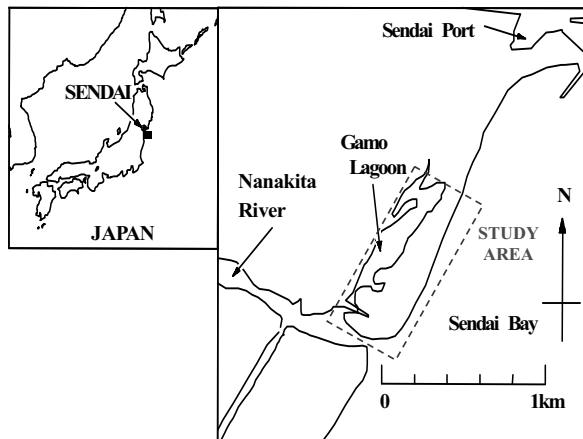 SENDAI
JAPAN
Sendai Port
Gamo
Lagoon
Nanakita
River
N
STUDY
AREA
Sendai Bay
0
1km